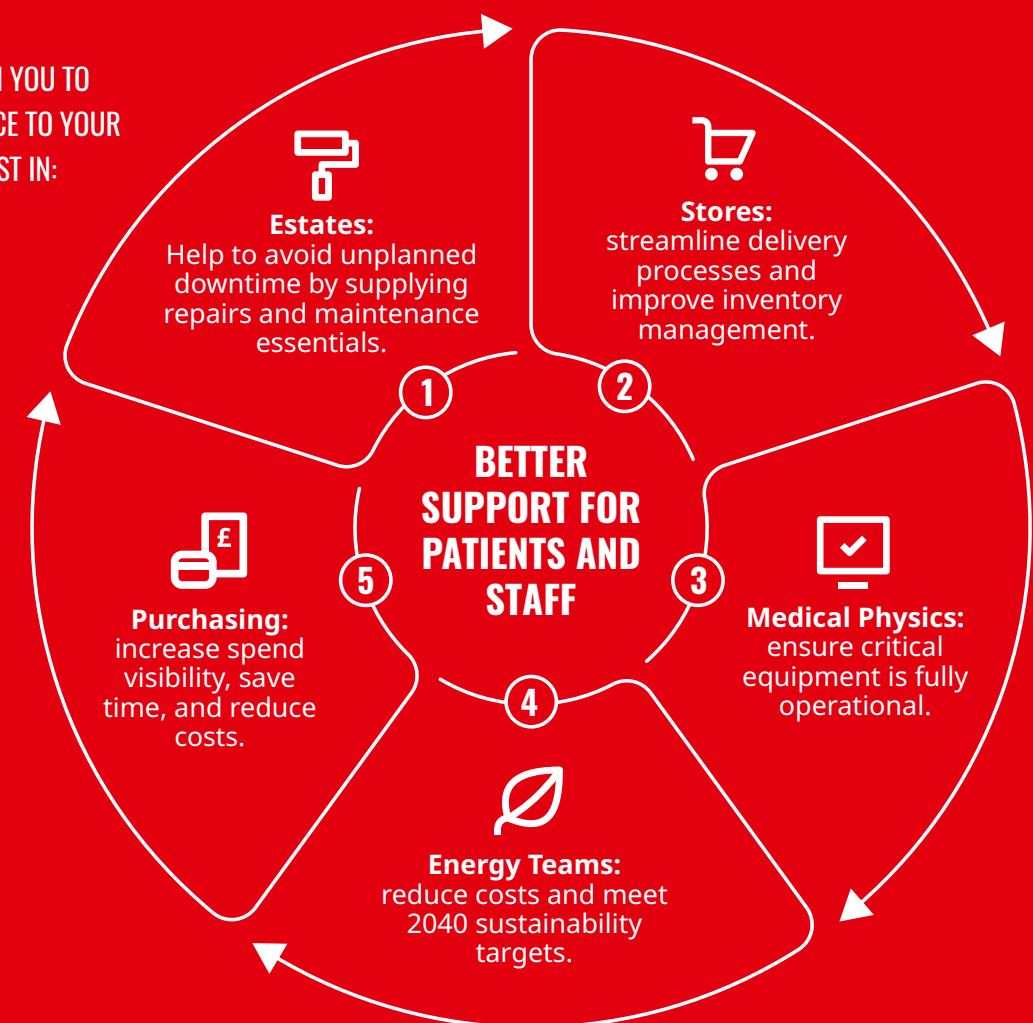 YOU TO
CE TO YOUR
ST IN:
Estates:
Help to avoid unplanned
downtime by supplying
repairs and maintenance
essentials.
Stores:
streamline delivery
processes and
improve inventory
management.
1
2
BETTER
SUPPORT FOR
PATIENTS AND
STAFF
3
Medical Physics:
ensure critical
equipment is fully
operational.
4
Energy Teams:
reduce costs and meet
2040 sustainability
targets.
5
£
Purchasing:
increase spend
visibility, save
time, and reduce
costs.